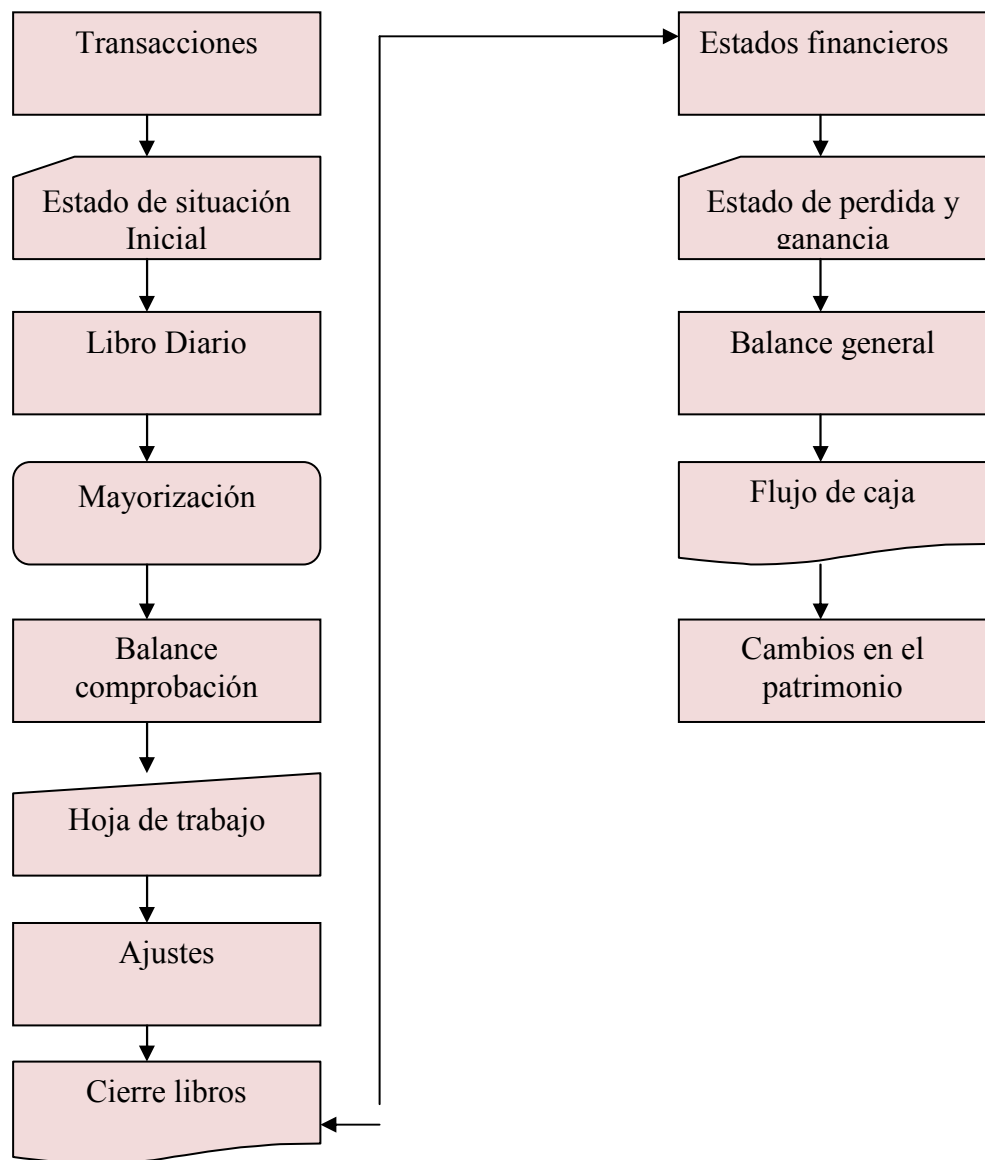 Transacciones
Estado de situación
Inicial
Libro Diario
Mayorización
Balance
comprobación
Hoja de trabajo
Ajustes
Cierre libros
Estados financieros
Estado de perdida y
ganancia
Balance general
Flujo de caja
Cambios en el
patrimonio